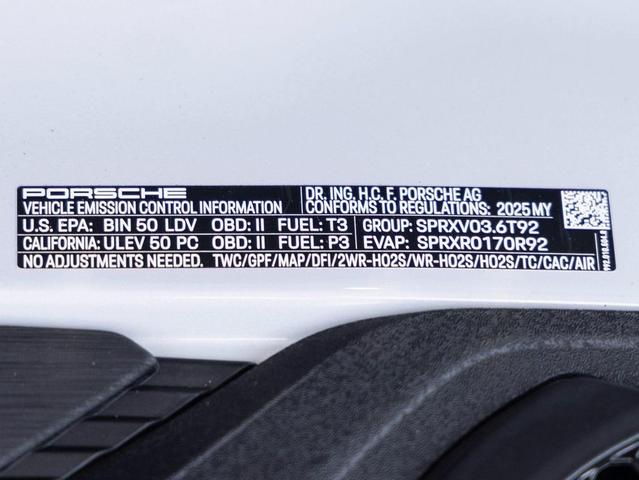 PORSCHE
VEHICLE EMISSION CONTROL INFORMATION
DR. ING. H.C. F. PORSCHE AG
CONFORMS TO REGULATIONS: 2025 MY
U.S. EPA: BIN 50 LDV OBD: II FUEL: T3 GROUP: SPRXV03.6T92
CALIFORNIA: ULEV 50 PC OBD: II FUEL: P3 EVAP: SPRXR0170R92
NO ADJUSTMENTS NEEDED. TWC/GPF/MAP/DFI/2WR-HO2S/WR-HO2S/HO2S/TC/CAC/AIR